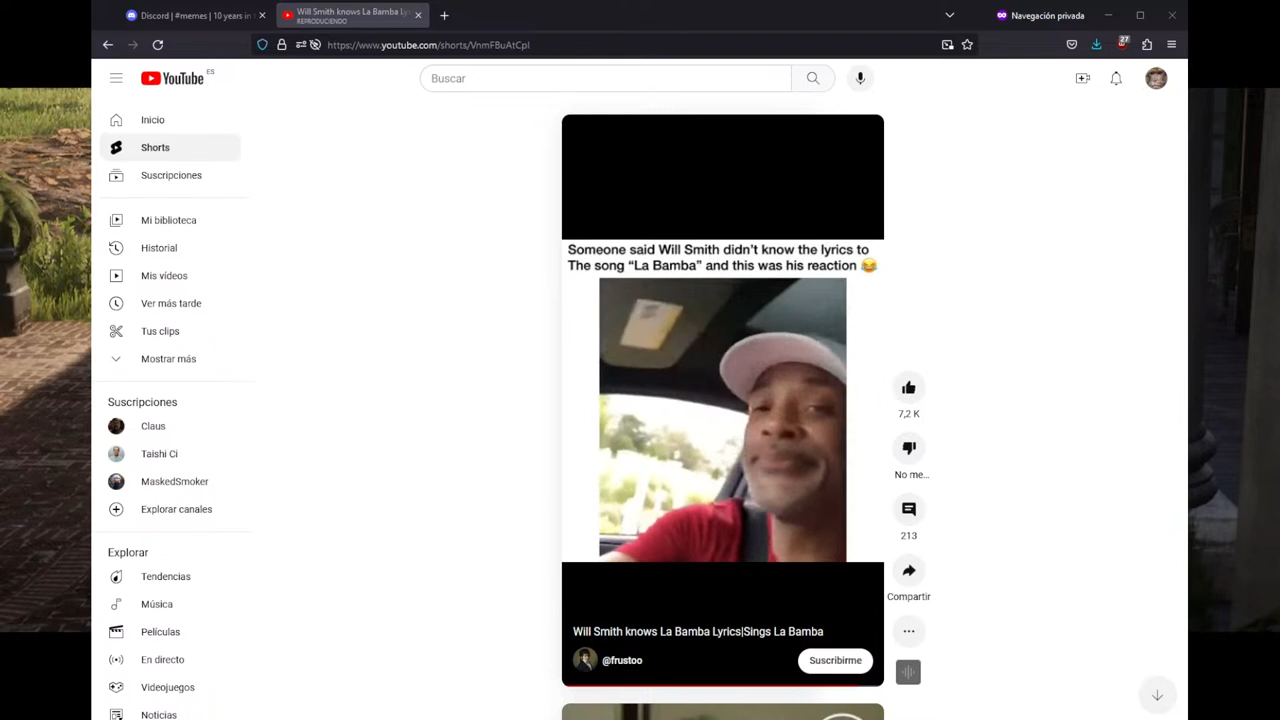 Discord | #memes | 10 years in
Will Smith knows La Bamba Ly
REPRODUCIENDO
Navegación privada
https://www.youtube.com/shorts/VnmFBuAtCpI
27
YouTube ES
Buscar
Inicio
Shorts
Suscripciones
Mi biblioteca
Historial
Mis vídeos
Ver más tarde
Tus clips
Mostrar más
Suscripciones
Claus
Taishi Ci
MaskedSmoker
Explorar canales
Explorar
Tendencias
Música
Películas
En directo
Videojuegos
Noticias
Someone said Will Smith didn't know the lyrics to
The song “La Bamba” and this was his reaction 😂
7,2 K
No me...
213
Compartir
Will Smith knows La Bamba Lyrics|Sings La Bamba
@frustoo
Suscribirme